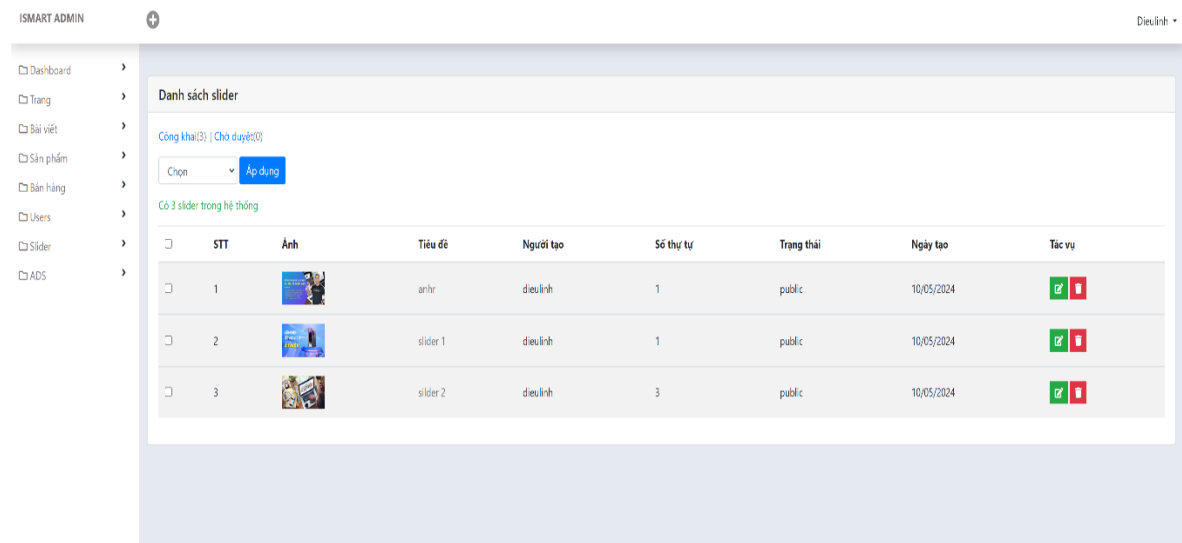 ISMART ADMIN
Dieulinh
Dashboard
Trang
Bài viết
Sản phẩm
Bán hàng
Users
Slider
ADS
Danh sách slider
Công khai(3) | Chờ duyệt(0)
Chọn Áp dụng
Có 3 slider trong hệ thống
STT Ảnh Tiêu đề Người tạo Số thự tự Trạng thái Ngày tạo Tác vụ
1 anhr dieulinh 1 public 10/05/2024
2 slider 1 dieulinh 1 public 10/05/2024
3 silder 2 dieulinh 3 public 10/05/2024